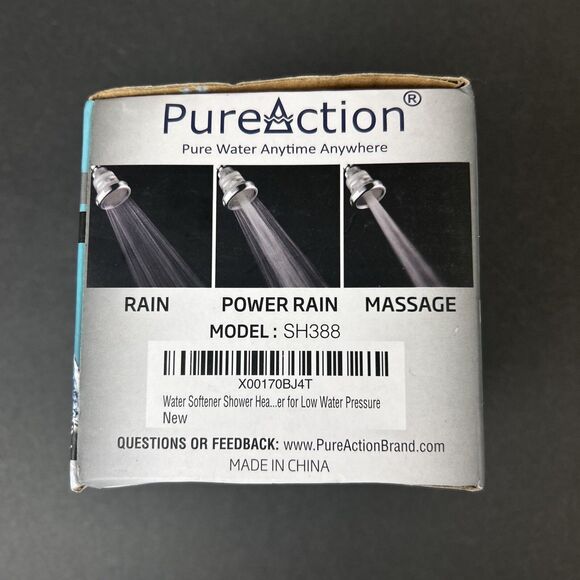 PureAction®
Pure Water Anytime Anywhere
RAIN POWER RAIN MASSAGE
MODEL: SH388
X00170BJ4T
Water Softener Shower Hea...er for Low Water Pressure
New
QUESTIONS OR FEEDBACK: www.PureActionBrand.com
MADE IN CHINA